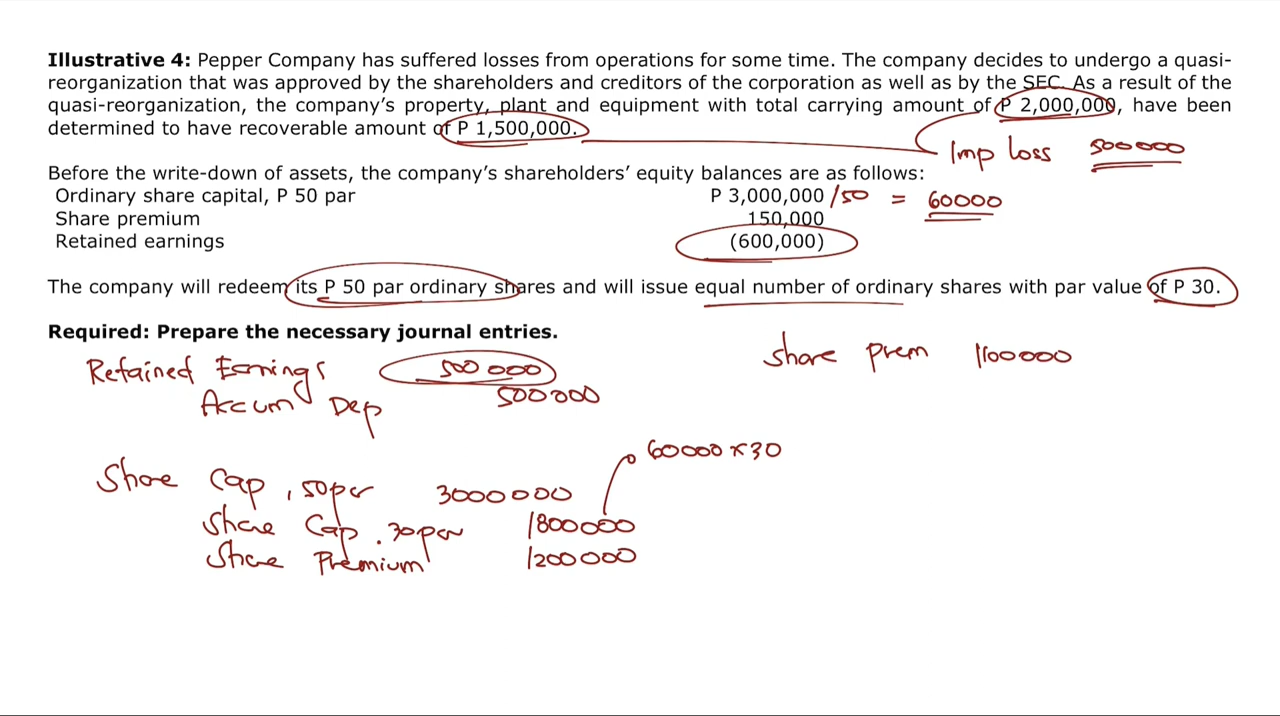 Illustrative 4: Pepper Company has suffered losses from operations for some time. The company decides to undergo a quasi-
reorganization that was approved by the shareholders and creditors of the corporation as well as by the SEC. As a result of the
quasi-reorganization, the company's property, plant and equipment with total carrying amount of P 2,000,000, have been
determined to have recoverable amount of P 1,500,000.
Imp loss 500000
Before the write-down of assets, the company's shareholders' equity balances are as follows:
Ordinary share capital, P 50 par P 3,000,000 /50 = 60000
Share premium 150,000
Retained earnings (600,000)
The company will redeem its P 50 par ordinary shares and will issue equal number of ordinary shares with par value of P 30.
Required: Prepare the necessary journal entries.
share prem 1100000
Retained Earnings 500 000
Accum Dep 500000
60000 x 30
Share Cap, 50par 3000000
Share Cap. 30par 1800000
Share Premium 1200000